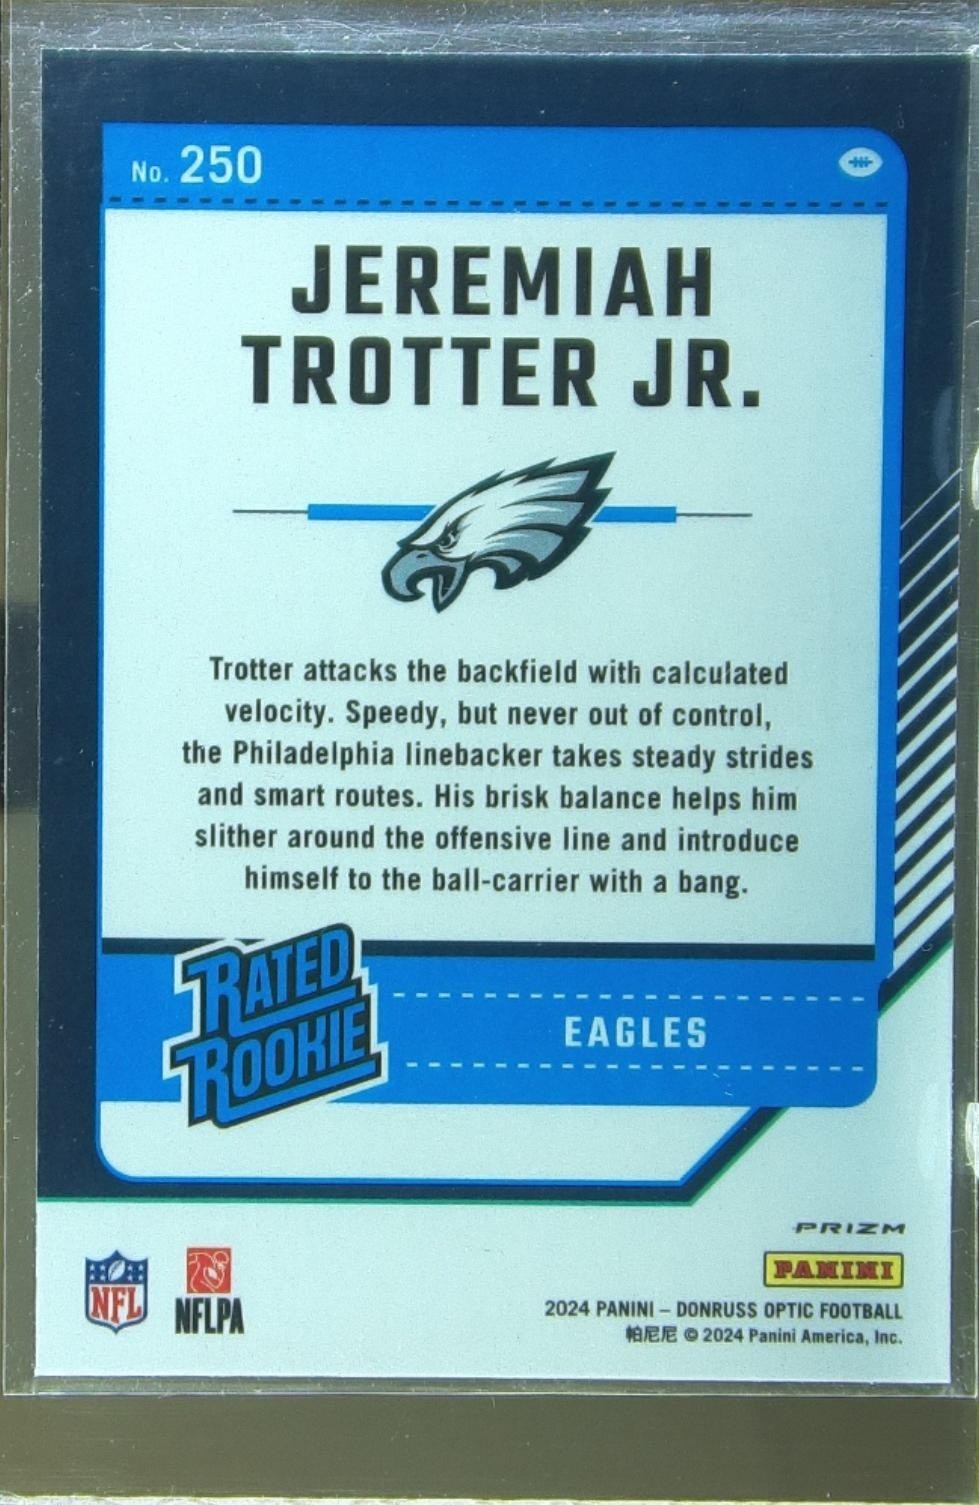 No. 250
JEREMIAH
TROTTER JR.
Trotter attacks the backfield with calculated
velocity. Speedy, but never out of control,
the Philadelphia linebacker takes steady strides
and smart routes. His brisk balance helps him
slither around the offensive line and introduce
himself to the ball-carrier with a bang.
RATED
ROOKIE
EAGLES
PRIZM
PANINI
NFL
NFLPA
2024 PANINI – DONRUSS OPTIC FOOTBALL
帕尼尼 © 2024 Panini America, Inc.